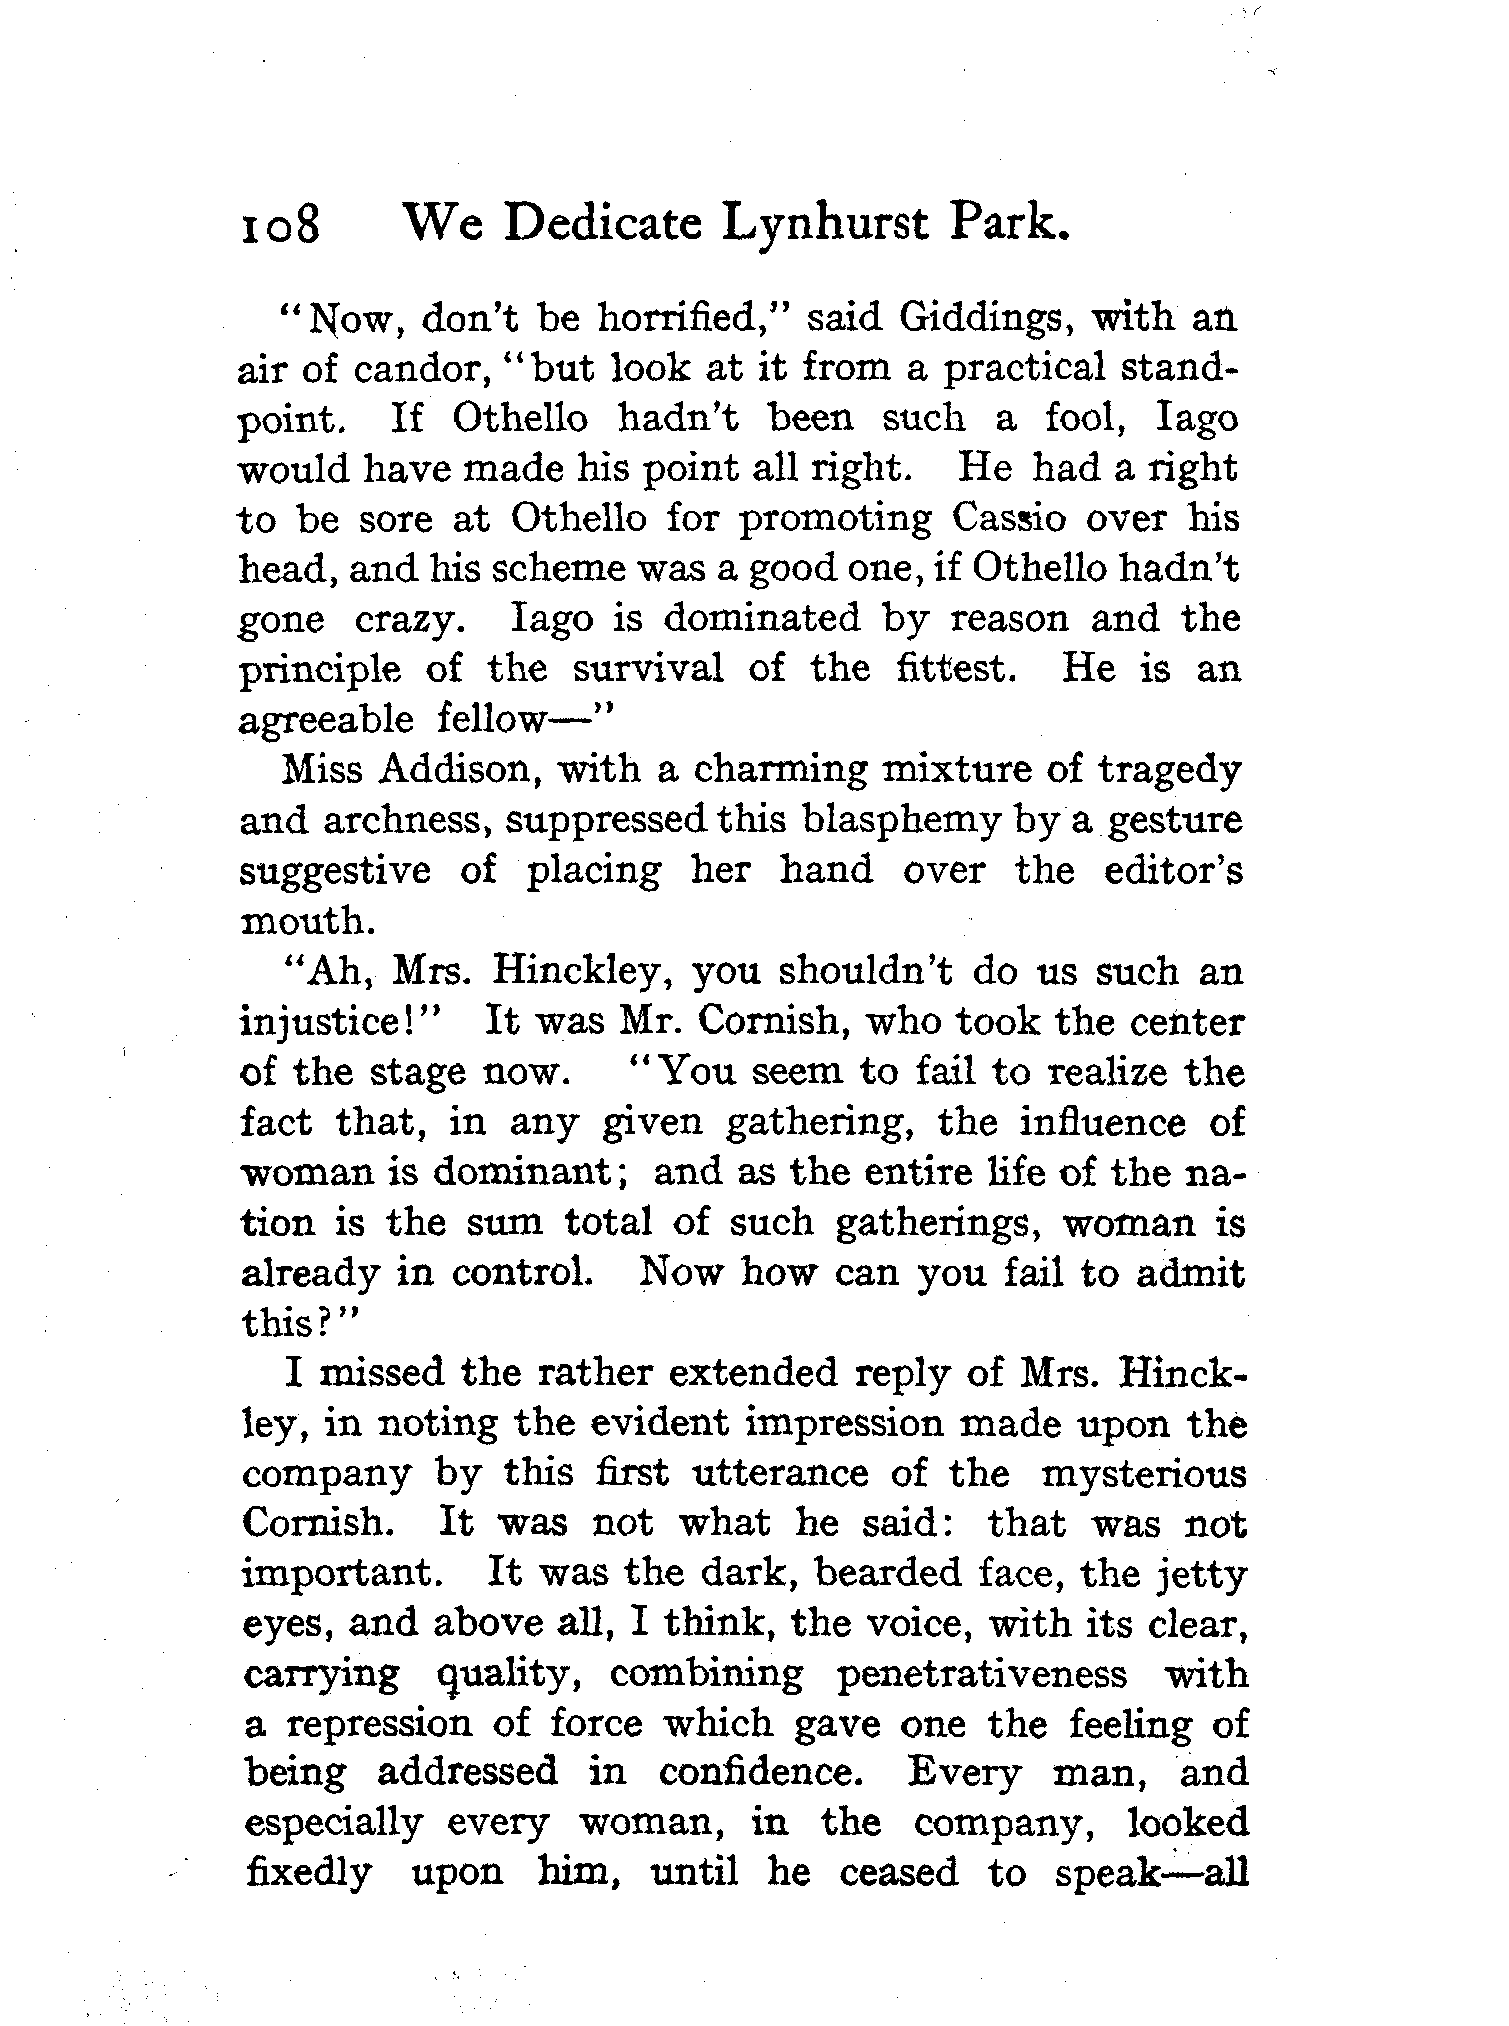 108 We Dedicate Lynhurst Park.
"Now, don't be horrified," said Giddings, with an
air of candor, "but look at it from a practical stand-
point. If Othello hadn't been such a fool, Iago
would have made his point all right. He had a right
to be sore at Othello for promoting Cassio over his
head, and his scheme was a good one, if Othello hadn't
gone crazy. Iago is dominated by reason and the
principle of the survival of the fittest. He is an
agreeable fellow—"
Miss Addison, with a charming mixture of tragedy
and archness, suppressed this blasphemy by a gesture
suggestive of placing her hand over the editor's
mouth.
"Ah, Mrs. Hinckley, you shouldn't do us such an
injustice!" It was Mr. Cornish, who took the center
of the stage now. "You seem to fail to realize the
fact that, in any given gathering, the influence of
woman is dominant; and as the entire life of the na-
tion is the sum total of such gatherings, woman is
already in control. Now how can you fail to admit
this?"
I missed the rather extended reply of Mrs. Hinck-
ley, in noting the evident impression made upon the
company by this first utterance of the mysterious
Cornish. It was not what he said: that was not
important. It was the dark, bearded face, the jetty
eyes, and above all, I think, the voice, with its clear,
carrying quality, combining penetrativeness with
a repression of force which gave one the feeling of
being addressed in confidence. Every man, and
especially every woman, in the company, looked
fixedly upon him, until he ceased to speak—all